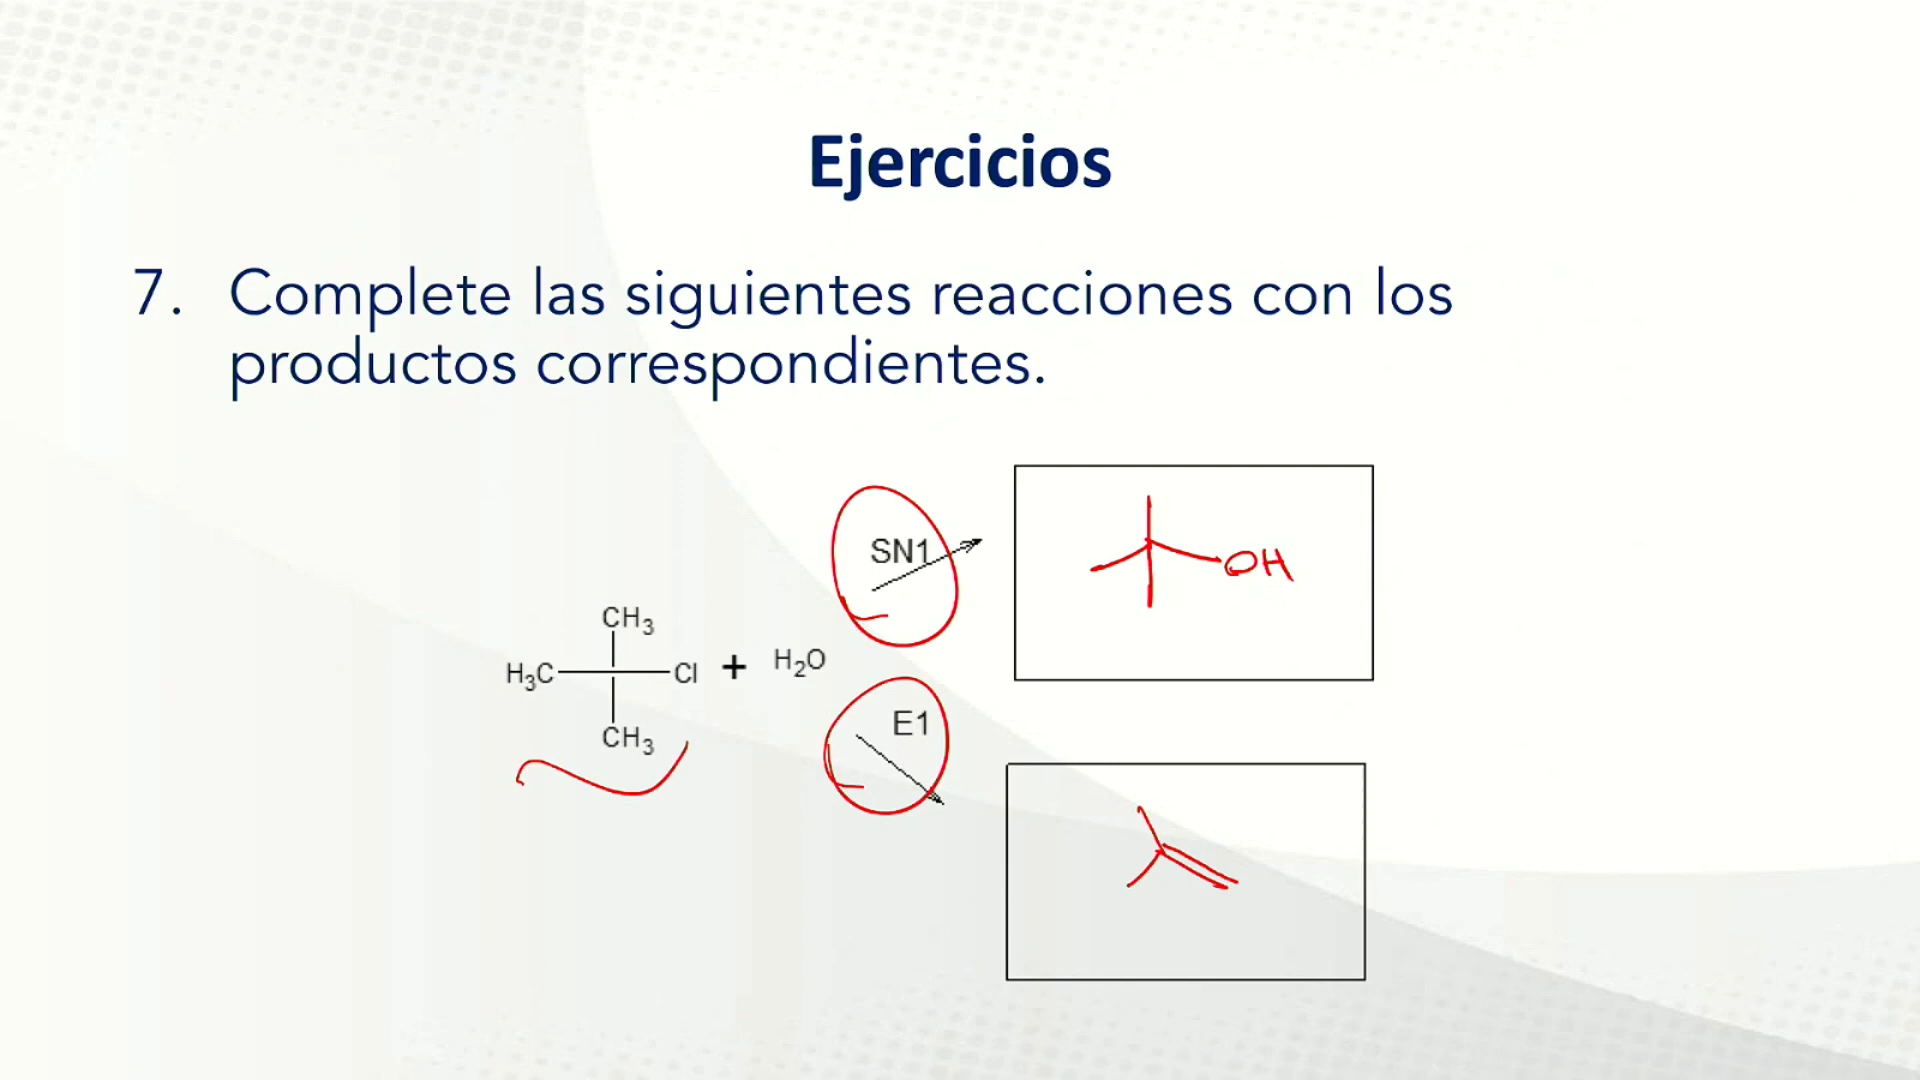 Ejercicios
7. Complete las siguientes reacciones con los
productos correspondientes.
SN1
OH
CH3
H3C Cl + H2O
CH3
E1